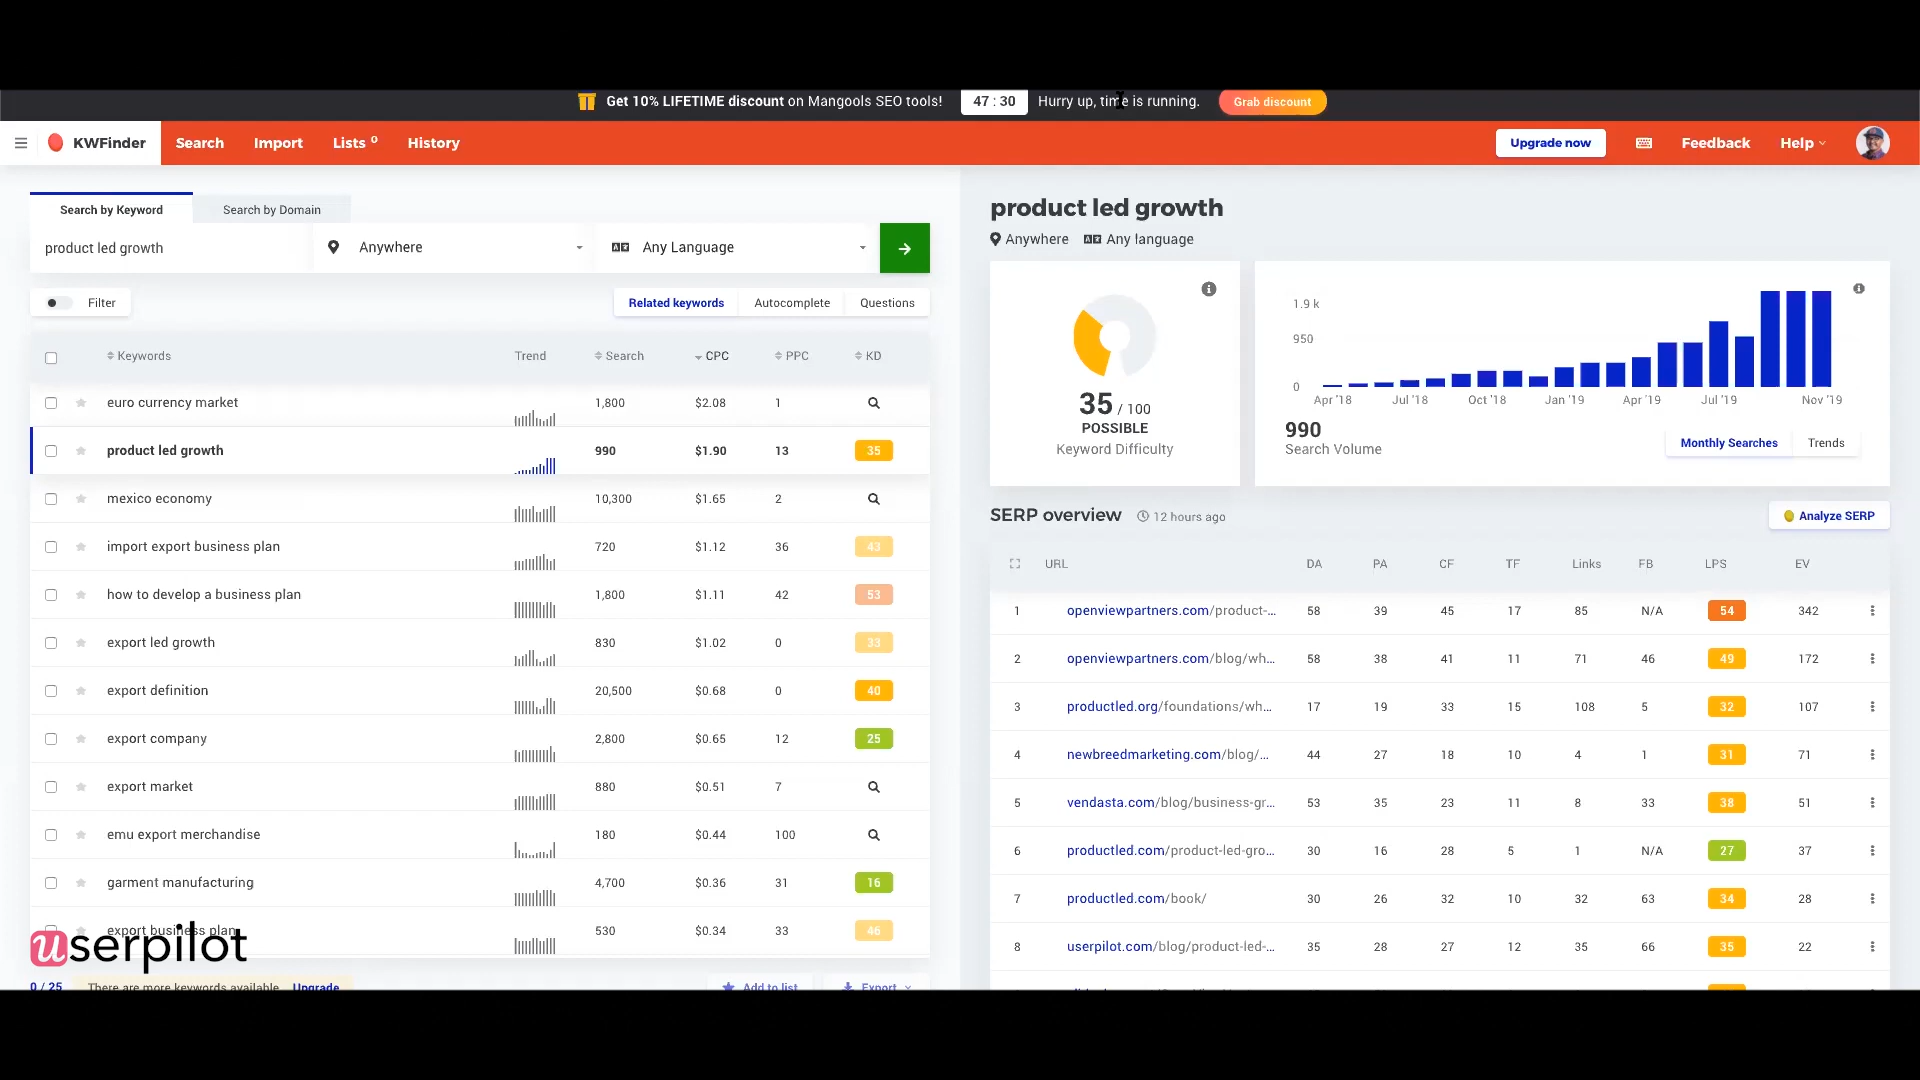 Get 10% LIFETIME discount on Mangools SEO tools! 47 : 30 Hurry up, time is running. Grab discount
KWFinder Search Import Lists 0 History Upgrade now Feedback Help
Search by Keyword Search by Domain
product led growth Anywhere Any Language
Filter Related keywords Autocomplete Questions
Keywords Trend Search CPC PPC KD
euro currency market 1,800 $2.08 1
product led growth 990 $1.90 13 35
mexico economy 10,300 $1.65 2
import export business plan 720 $1.12 36 43
how to develop a business plan 1,800 $1.11 42 53
export led growth 830 $1.02 0 33
export definition 20,500 $0.68 0 40
export company 2,800 $0.65 12 25
export market 880 $0.51 7
emu export merchandise 180 $0.44 100
garment manufacturing 4,700 $0.36 31 16
export business plan 530 $0.34 33 46
userpilot
0 / 25 There are more keywords available Upgrade Add to list Export
product led growth
Anywhere Any language
35 / 100
POSSIBLE
Keyword Difficulty
1.9 k
950
0
Apr '18 Jul '18 Oct '18 Jan '19 Apr '19 Jul '19 Nov '19
990
Search Volume
Monthly Searches Trends
SERP overview 12 hours ago Analyze SERP
URL DA PA CF TF Links FB LPS EV
1 openviewpartners.com/product-... 58 39 45 17 85 N/A 54 342
2 openviewpartners.com/blog/wh... 58 38 41 11 71 46 49 172
3 productled.org/foundations/wh... 17 19 33 15 108 5 32 107
4 newbreedmarketing.com/blog/... 44 27 18 10 4 1 31 71
5 vendasta.com/blog/business-gr... 53 35 23 11 8 33 38 51
6 productled.com/product-led-gro... 30 16 28 5 1 N/A 27 37
7 productled.com/book/ 30 26 32 10 32 63 34 28
8 userpilot.com/blog/product-led-... 35 28 27 12 35 66 35 22